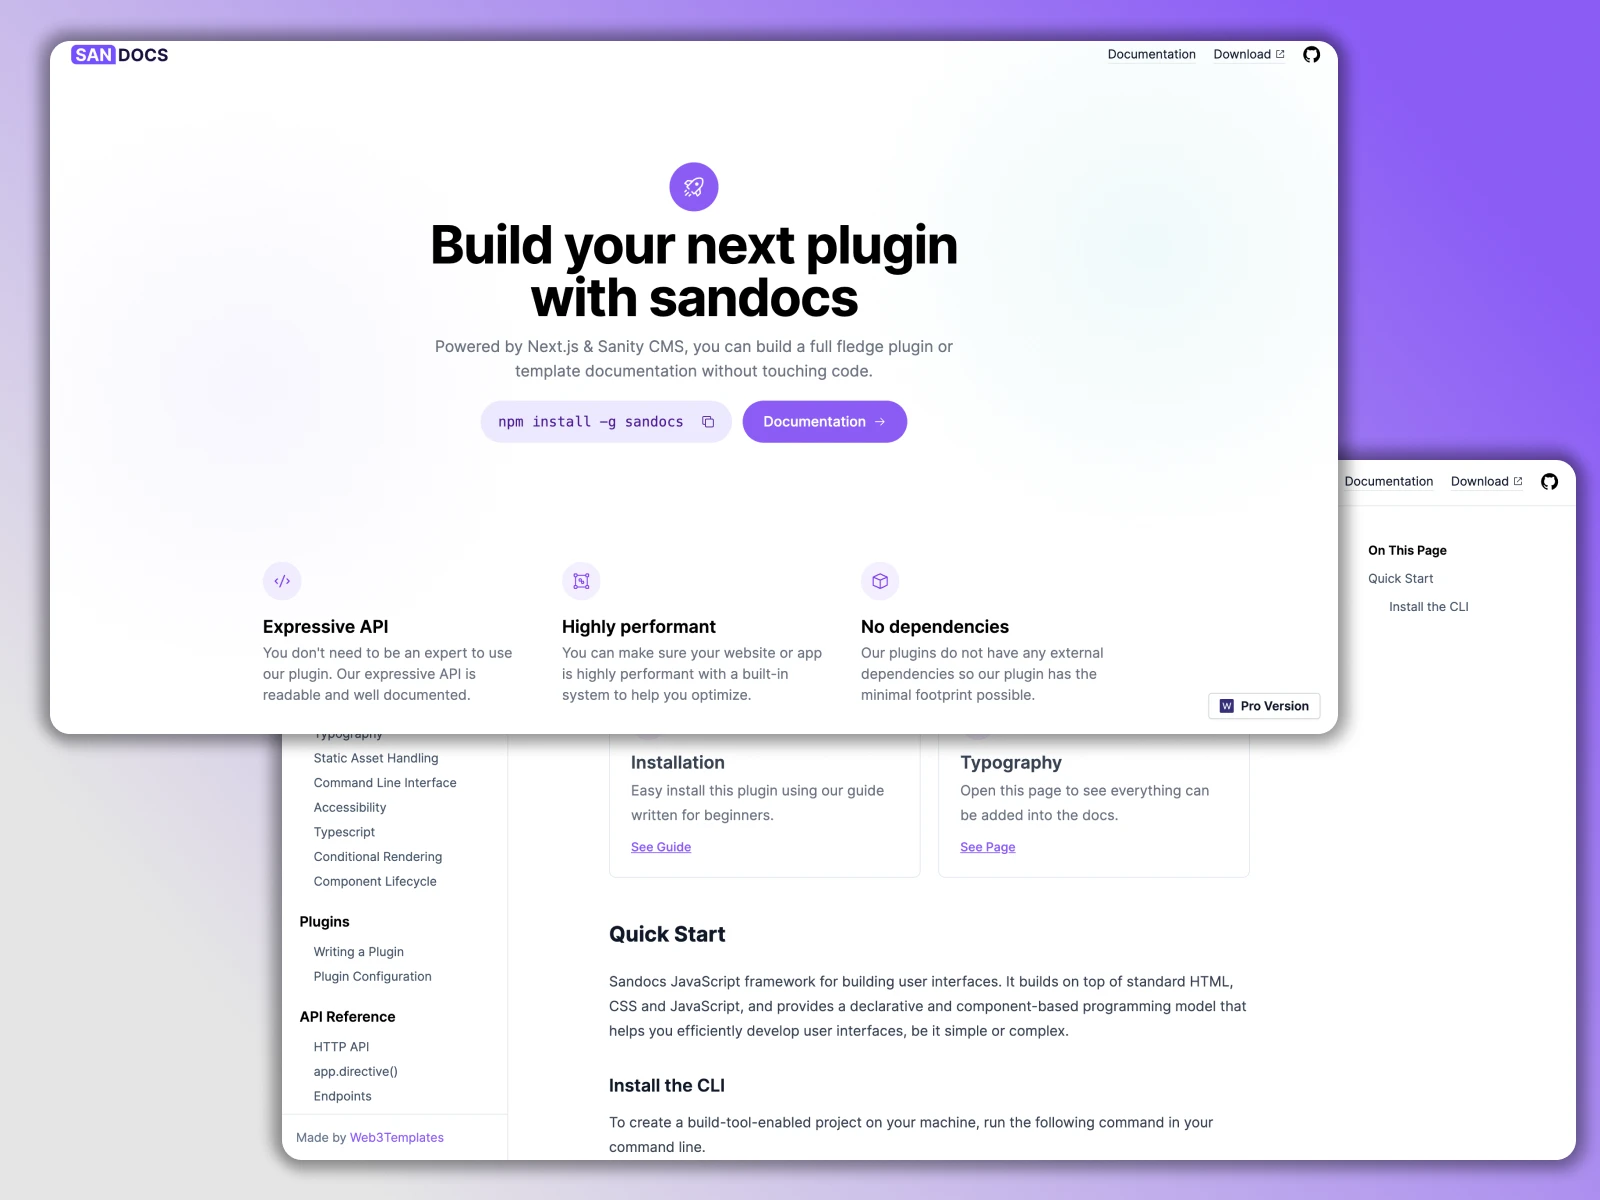 SANDOCS
Documentation
Download
Build your next plugin
with sandocs
Powered by Next.js & Sanity CMS, you can build a full fledge plugin or
template documentation without touching code.
npm install -g sandocs
Documentation →
Expressive API
You don't need to be an expert to use
our plugin. Our expressive API is
readable and well documented.
Highly performant
You can make sure your website or app
is highly performant with a built-in
system to help you optimize.
No dependencies
Our plugins do not have any external
dependencies so our plugin has the
minimal footprint possible.
W Pro Version
Documentation
Download
On This Page
Quick Start
Install the CLI
Typography
Static Asset Handling
Command Line Interface
Accessibility
Typescript
Conditional Rendering
Component Lifecycle
Plugins
Writing a Plugin
Plugin Configuration
API Reference
HTTP API
app.directive()
Endpoints
Made by Web3Templates
Installation
Easy install this plugin using our guide
written for beginners.
See Guide
Typography
Open this page to see everything can
be added into the docs.
See Page
Quick Start
Sandocs JavaScript framework for building user interfaces. It builds on top of standard HTML,
CSS and JavaScript, and provides a declarative and component-based programming model that
helps you efficiently develop user interfaces, be it simple or complex.
Install the CLI
To create a build-tool-enabled project on your machine, run the following command in your
command line.